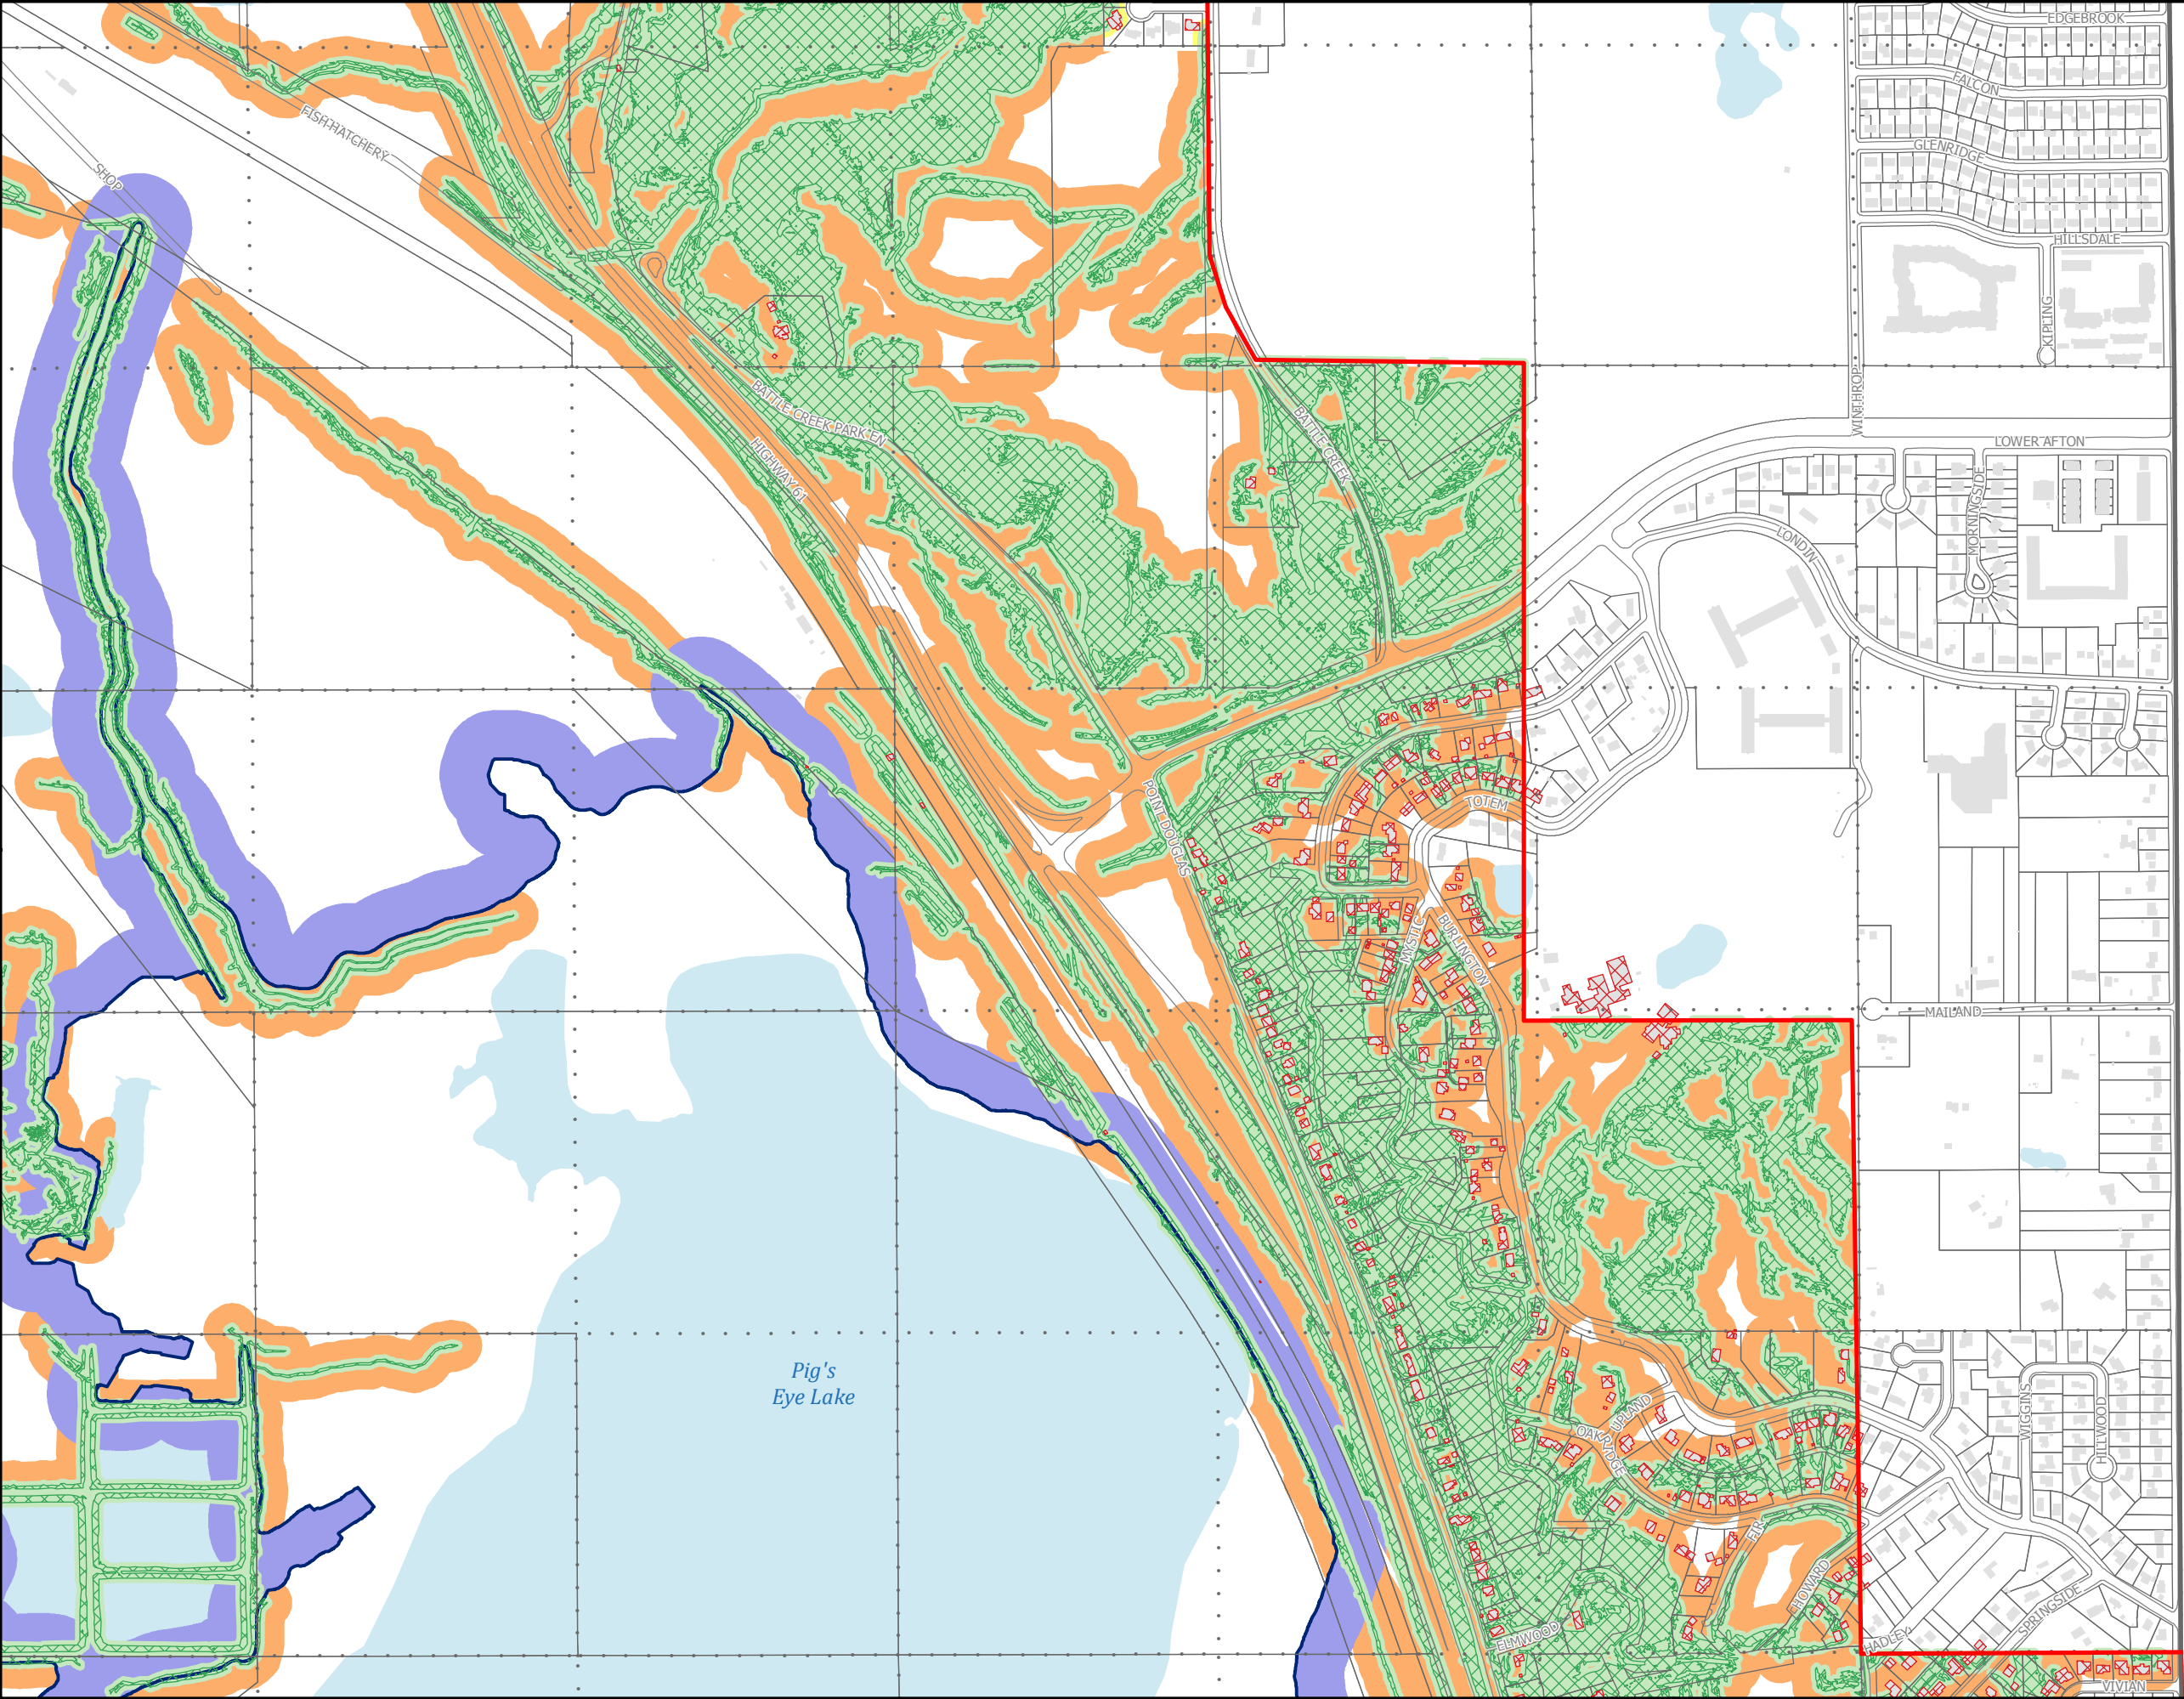 EDGEBROOK
FALCON
FISH HATCHERY
GLENRIDGE
SHOP
HILLSDALE
KIPLING
WINTHROP
BATTLE CREEK PARK EN
BATTLE CREEK
LOWER AFTON
HIGHWAY 61
MORNINGSIDE
LONDIN
TOTEM
POINT DOUGLAS
MYSTIC
BURLINGTON
MAILAND
Pig's
Eye Lake
UPLAND
OAK RIDGE
WIGGINS
HILLWOOD
FIR
HOWARD
SPRINGSIDE
ELMWOOD
HADLEY
VIVIAN